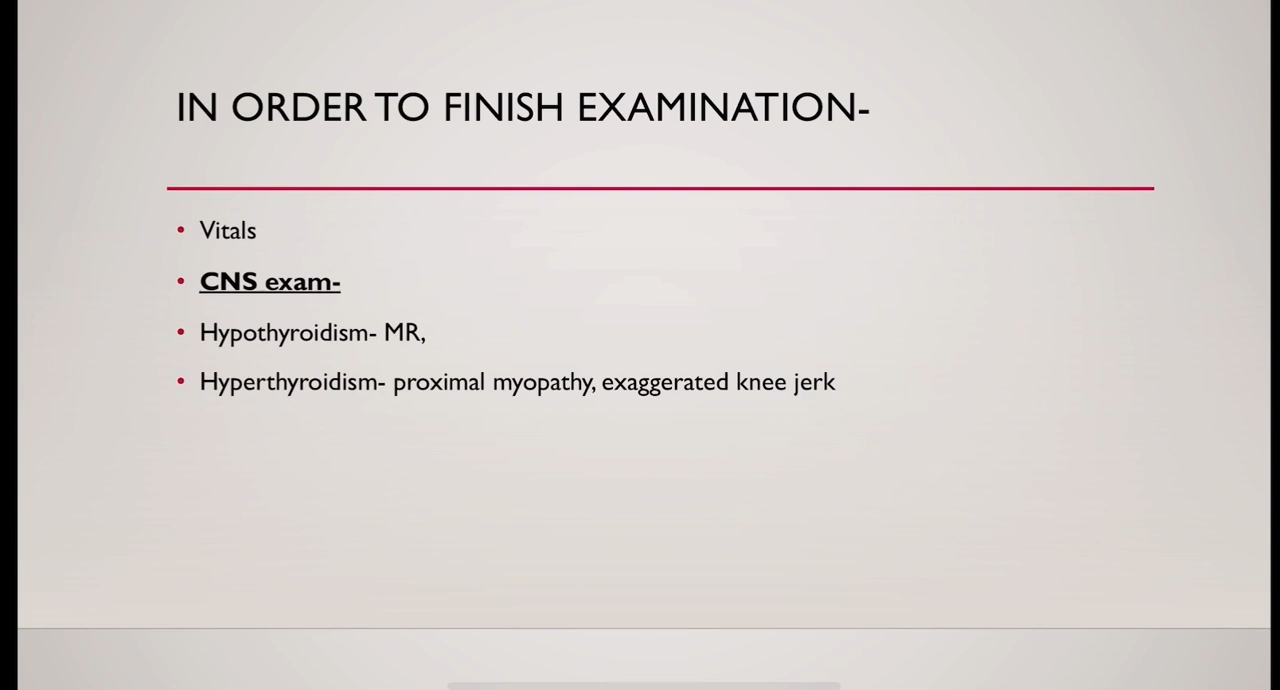 IN ORDER TO FINISH EXAMINATION-
• Vitals
• CNS exam-
• Hypothyroidism- MR,
• Hyperthyroidism- proximal myopathy, exaggerated knee jerk